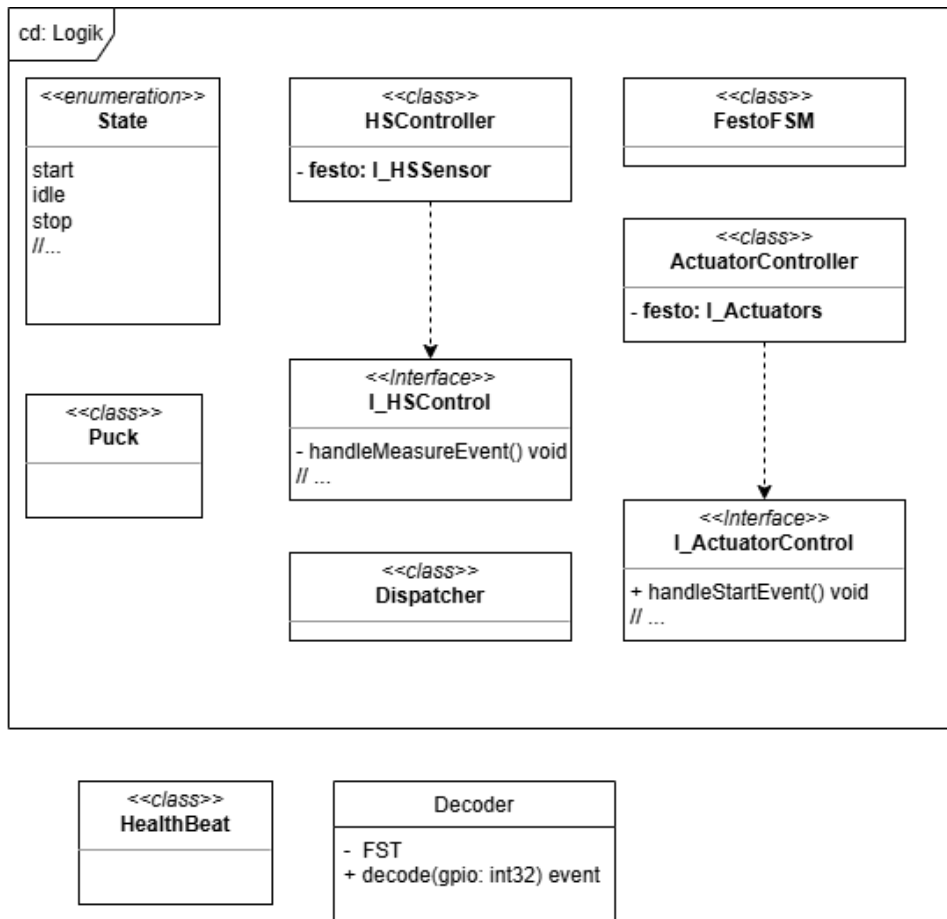 cd: Logik
<<enumeration>>
State
start
idle
stop
//...
<<class>>
HSController
- festo: I_HSSensor
<<class>>
FestoFSM
<<class>>
ActuatorController
- festo: I_Actuators
<<class>>
Puck
<<Interface>>
I_HSControl
- handleMeasureEvent() void
// ...
<<Interface>>
I_ActuatorControl
+ handleStartEvent() void
// ...
<<class>>
Dispatcher
<<class>>
HealthBeat
Decoder
- FST
+ decode(gpio: int32) event